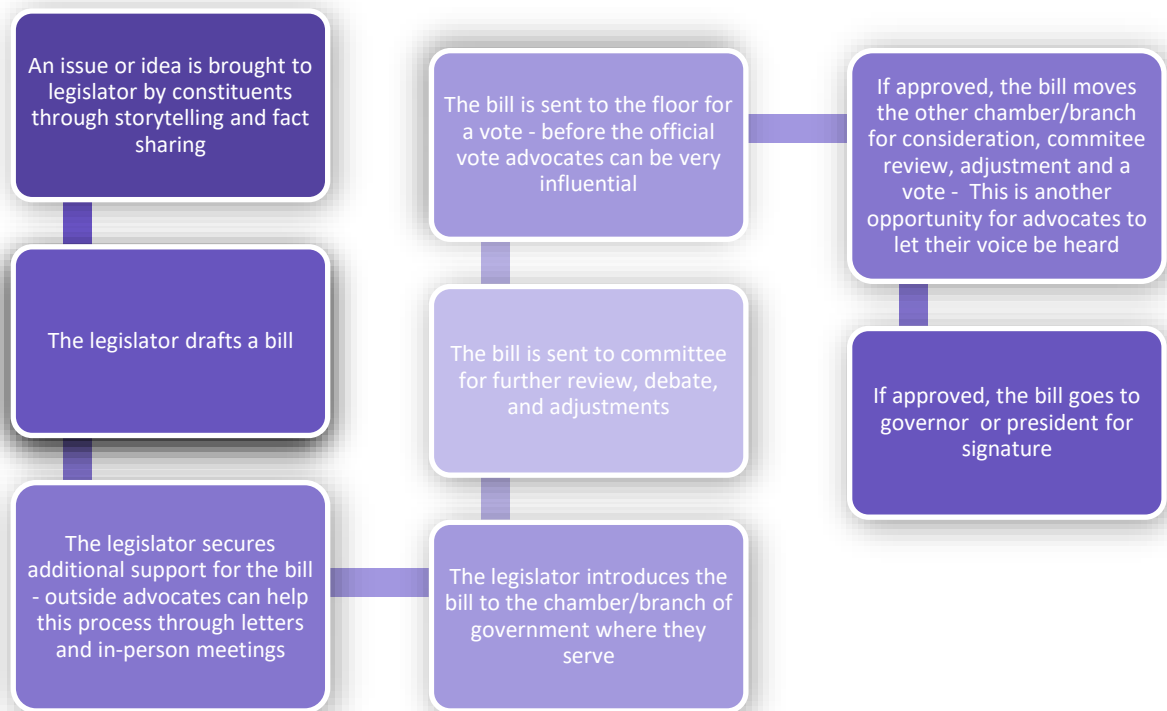 An issue or idea is brought to
legislator by constituents
through storytelling and fact
sharing
The legislator drafts a bill
The legislator secures
additional support for the bill
- outside advocates can help
this process through letters
and in-person meetings
The legislator introduces the
bill to the chamber/branch of
government where they
serve
The bill is sent to committee
for further review, debate,
and adjustments
The bill is sent to the floor for
a vote - before the official
vote advocates can be very
influential
If approved, the bill moves
the other chamber/branch
for consideration, commitee
review, adjustment and a
vote -  This is another
opportunity for advocates to
let their voice be heard
If approved, the bill goes to
governor  or president for
signature